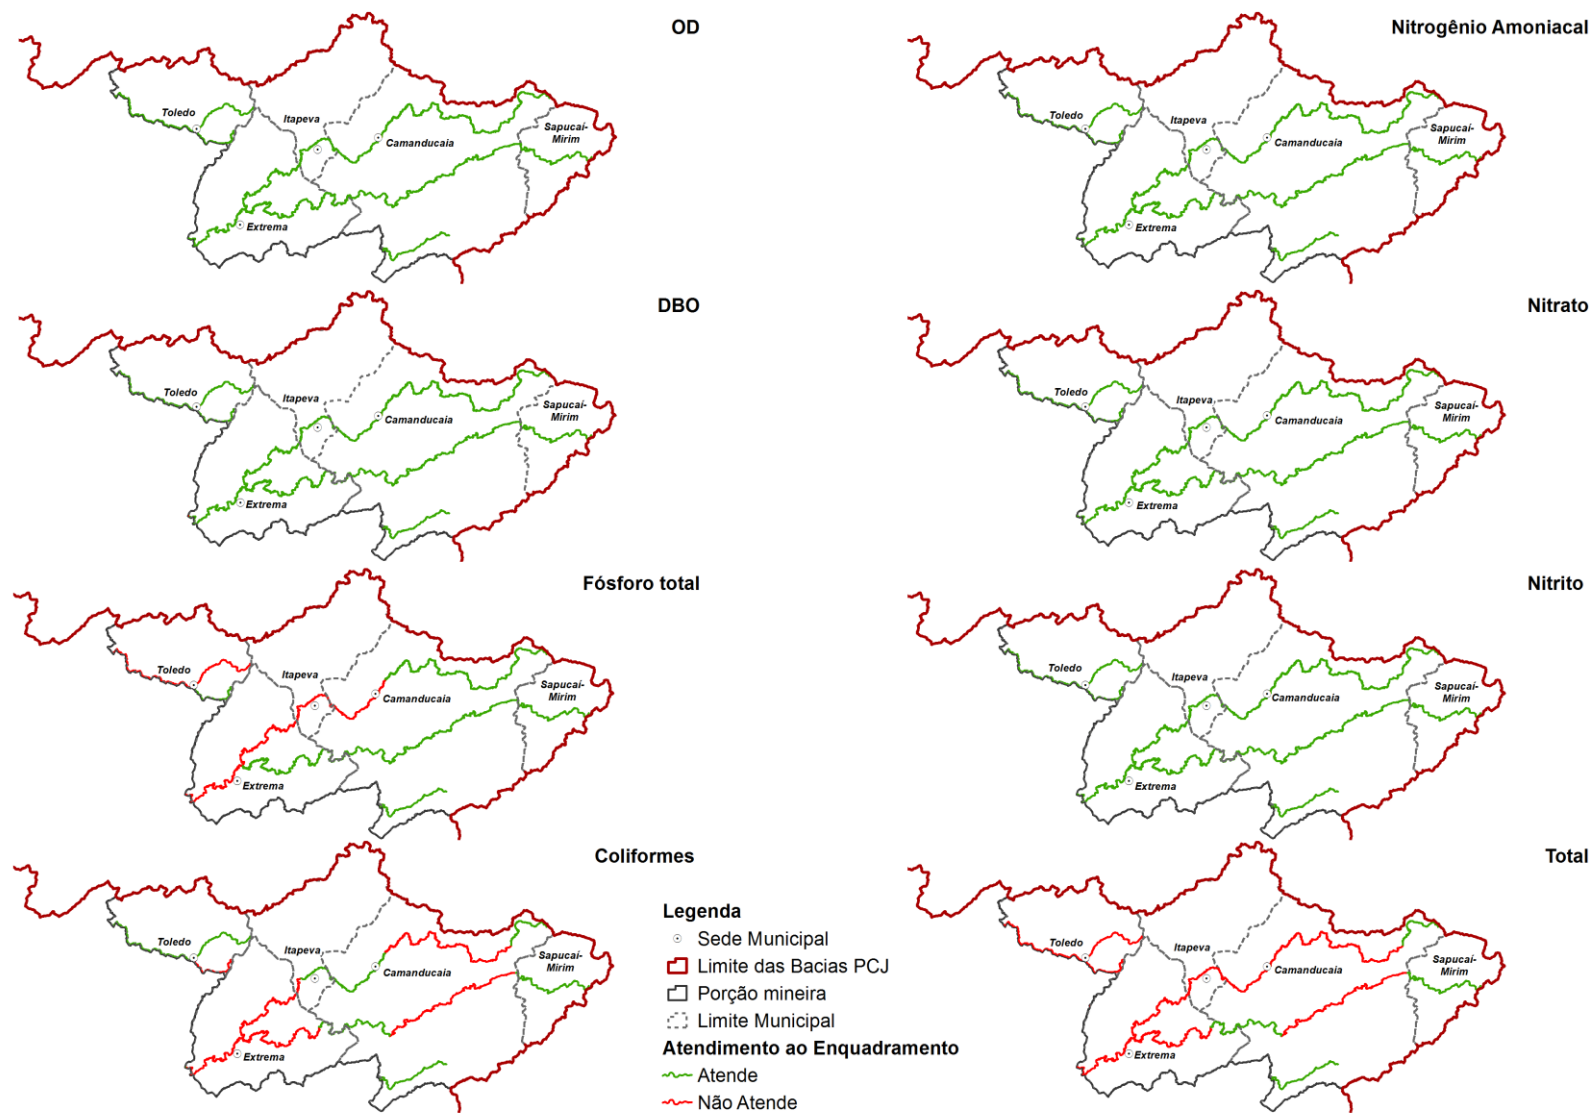 OD
Toledo
Itapeva
Camanducaia
Sapucaí-
Mirim
Extrema
Nitrogênio Amoniacal
Toledo
Itapeva
Camanducaia
Sapucaí-
Mirim
Extrema
DBO
Toledo
Itapeva
Camanducaia
Sapucaí-
Mirim
Extrema
Nitrato
Toledo
Itapeva
Camanducaia
Sapucaí-
Mirim
Extrema
Fósforo total
Toledo
Itapeva
Camanducaia
Sapucaí-
Mirim
Extrema
Nitrito
Toledo
Itapeva
Camanducaia
Sapucaí-
Mirim
Extrema
Coliformes
Toledo
Itapeva
Camanducaia
Sapucaí-
Mirim
Extrema
Legenda
Sede Municipal
Limite das Bacias PCJ
Porção mineira
Limite Municipal
Atendimento ao Enquadramento
Atende
Não Atende
Total
Toledo
Itapeva
Camanducaia
Sapucaí-
Mirim
Extrema